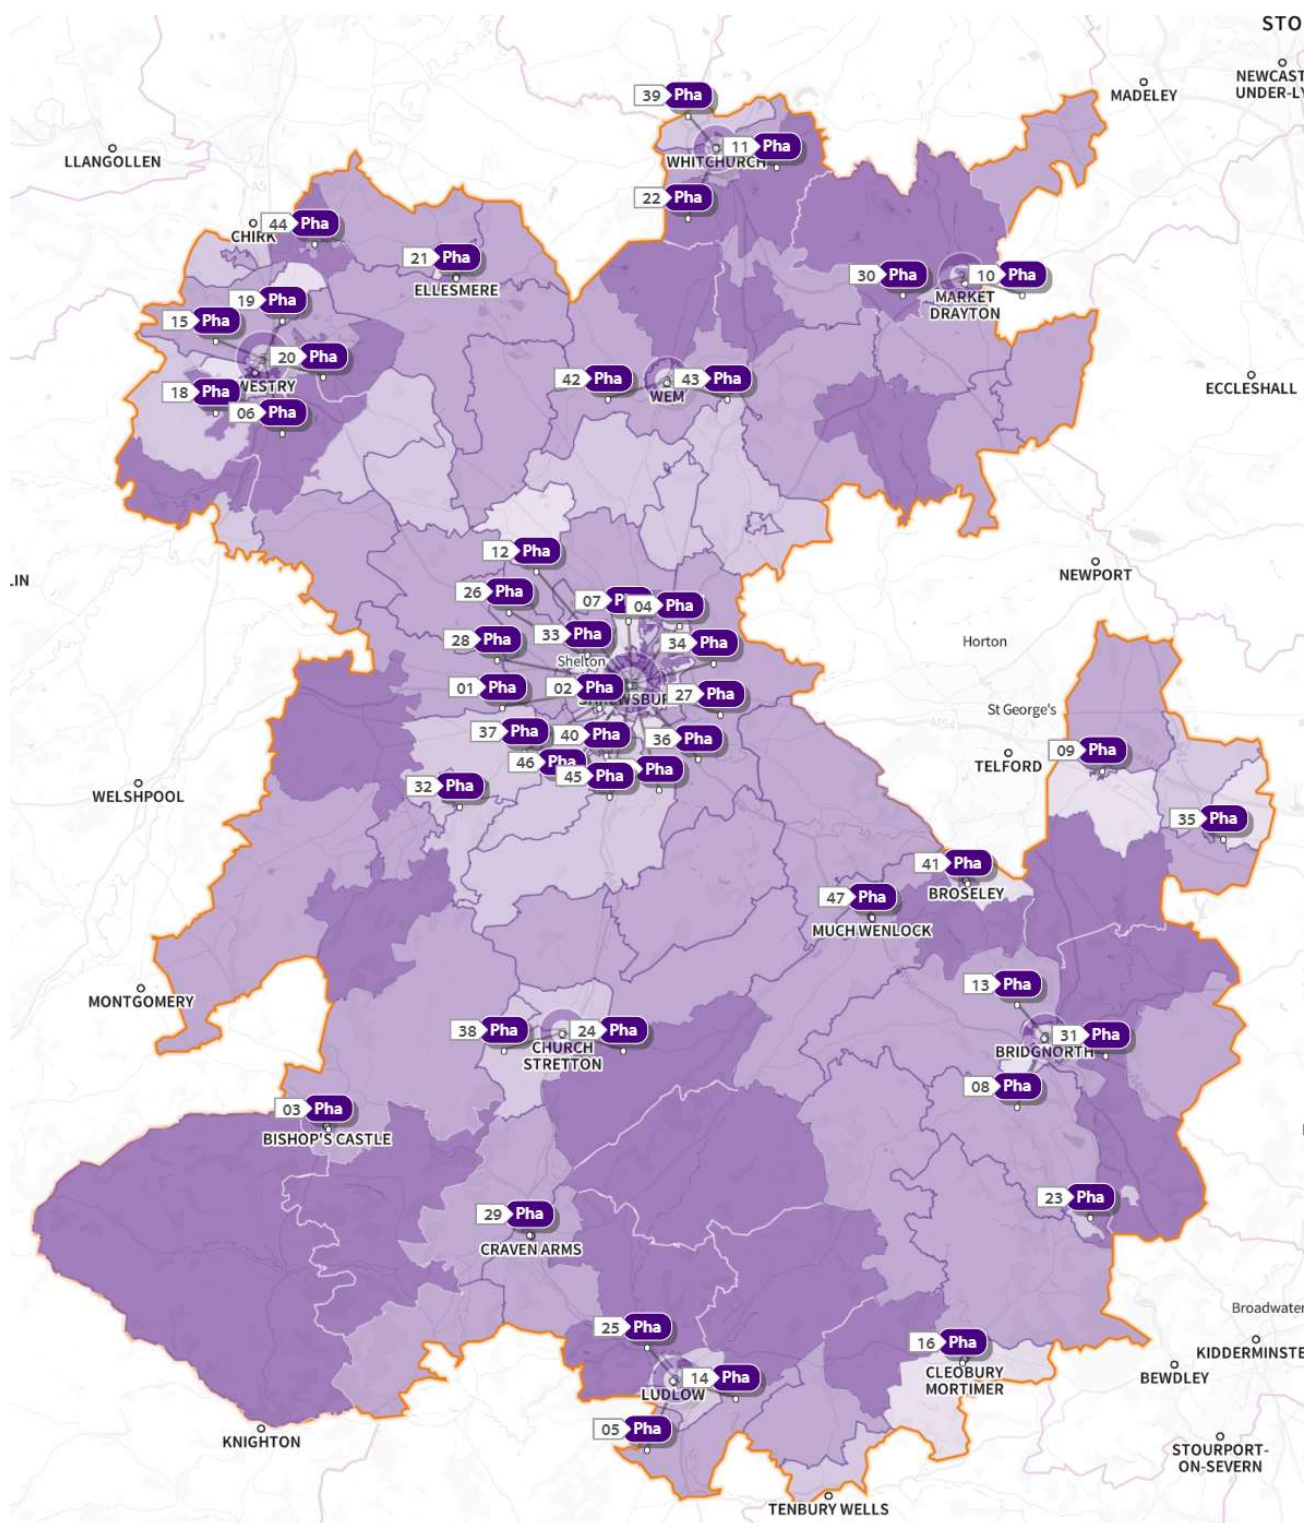 STO
NEWCAST
UNDER-LY
MADELEY
39 Pha
LLANGOLLEN
11 Pha
WHITCHURCH
A5
22 Pha
44 Pha
CHIRK
21 Pha
ELLESMERE
30 Pha
10 Pha
MARKET
DRAYTON
19 Pha
15 Pha
20 Pha
WESTRY
18 Pha
06 Pha
42 Pha
43 Pha
WEM
ECCLESHALL
12 Pha
LIN
NEWPORT
26 Pha
07
04 Pha
28 Pha
33 Pha
34 Pha
Horton
Shelton
01 Pha
02 Pha
27 Pha
St George's
M54
37 Pha
40 Pha
36 Pha
46 Pha
45 Pha
Pha
09 Pha
TELFORD
32 Pha
WELSHPOOL
35 Pha
41 Pha
BROSELEY
47 Pha
MUCH WENLOCK
13 Pha
MONTGOMERY
38 Pha
24 Pha
CHURCH
STRETTON
31 Pha
BRIDGNORTH
08 Pha
03 Pha
BISHOP'S CASTLE
23 Pha
29 Pha
CRAVEN ARMS
Broadwater
25 Pha
16 Pha
KIDDERMINSTE
CLEOBURY
MORTIMER
14 Pha
LUDLOW
BEWDLEY
05 Pha
KNIGHTON
STOURPORT-
ON-SEVERN
TENBURY WELLS